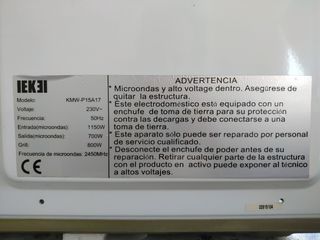 IEKEI
Modelo: KMW-P15A17
Voltaje: 230V~
Frecuencia: 50Hz
Entrada(microondas): 1150W
Salida(microondas): 700W
Grill: 800W
Frecuencia de microondas: 2450MHz
CE
ADVERTENCIA
* Microondas y alto voltaje dentro. Asegúrese de
quitar la estructura.
* Este electrodoméstico está equipado con un
enchufe de toma de tierra para su protección
contra las decargas y debe conectarse a una
toma de tierra.
* Este aparato sólo puede ser reparado por personal
de servicio cualificado.
* Desconecte el enchufe de poder antes de su
reparación. Retirar cualquier parte de la estructura
con el producto en activo puede exponer al técnico
a altos voltajes.